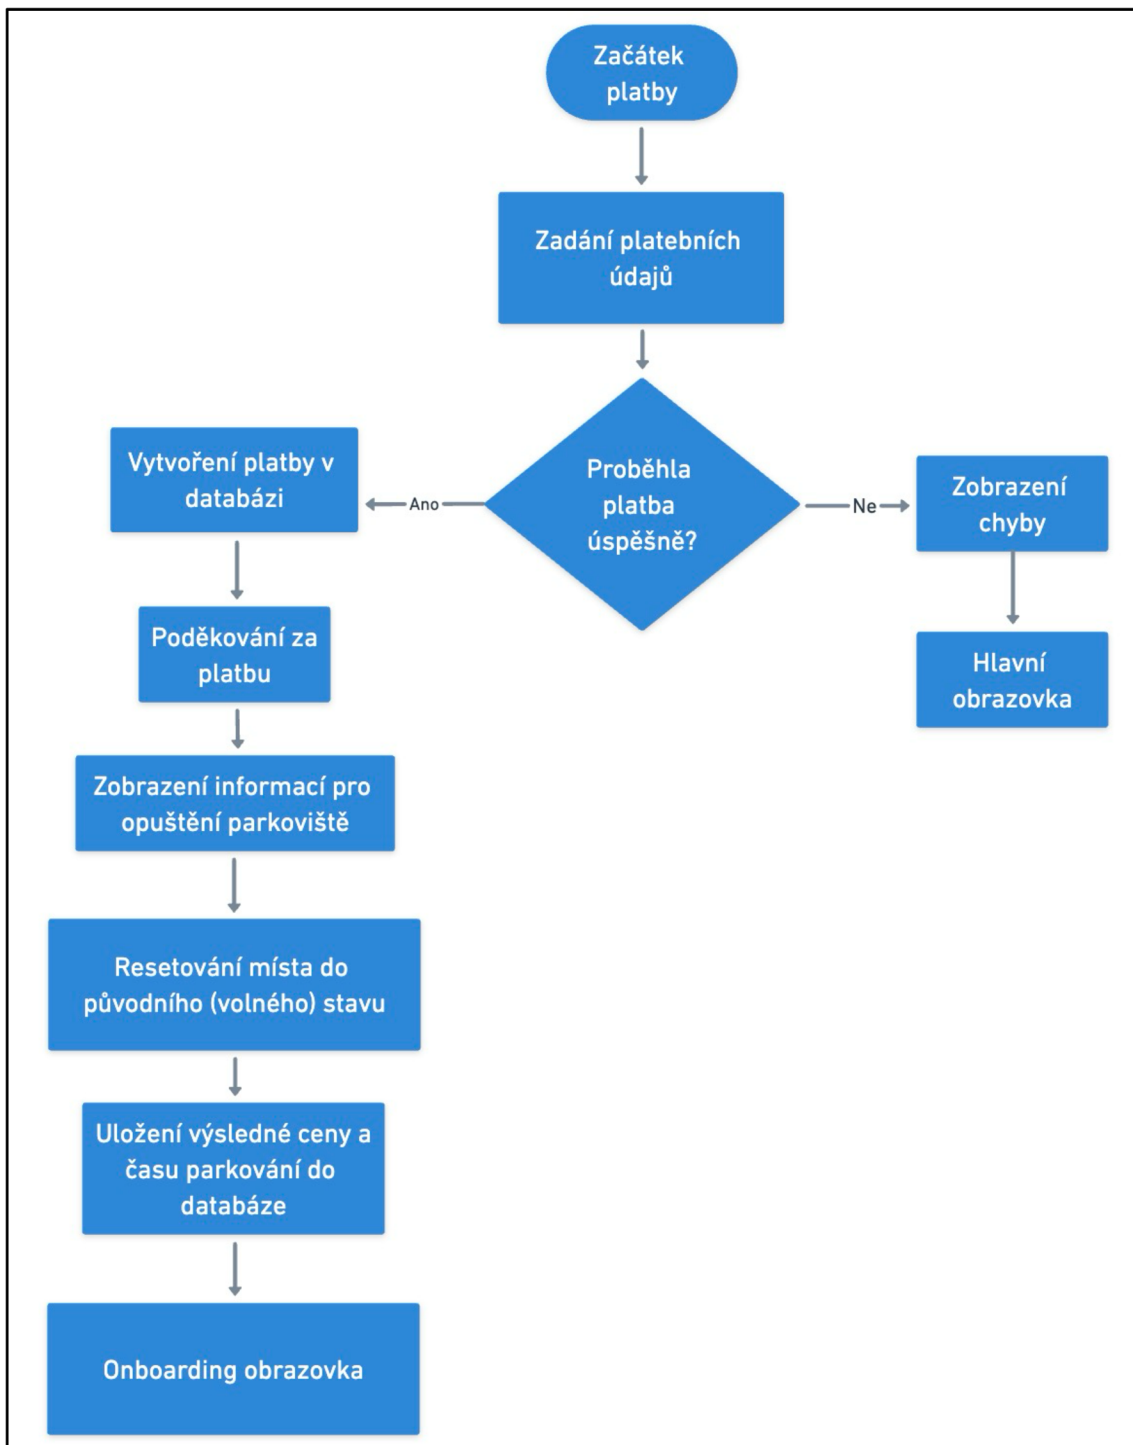 Začátek
platby
Zadání platebních
údajů
Proběhla
platba
úspěšně?
Ano
Ne
Vytvoření platby v
databázi
Zobrazení
chyby
Poděkování za
platbu
Hlavní
obrazovka
Zobrazení informací pro
opuštění parkoviště
Resetování místa do
původního (volného) stavu
Uložení výsledné ceny a
času parkování do
databáze
Onboarding obrazovka